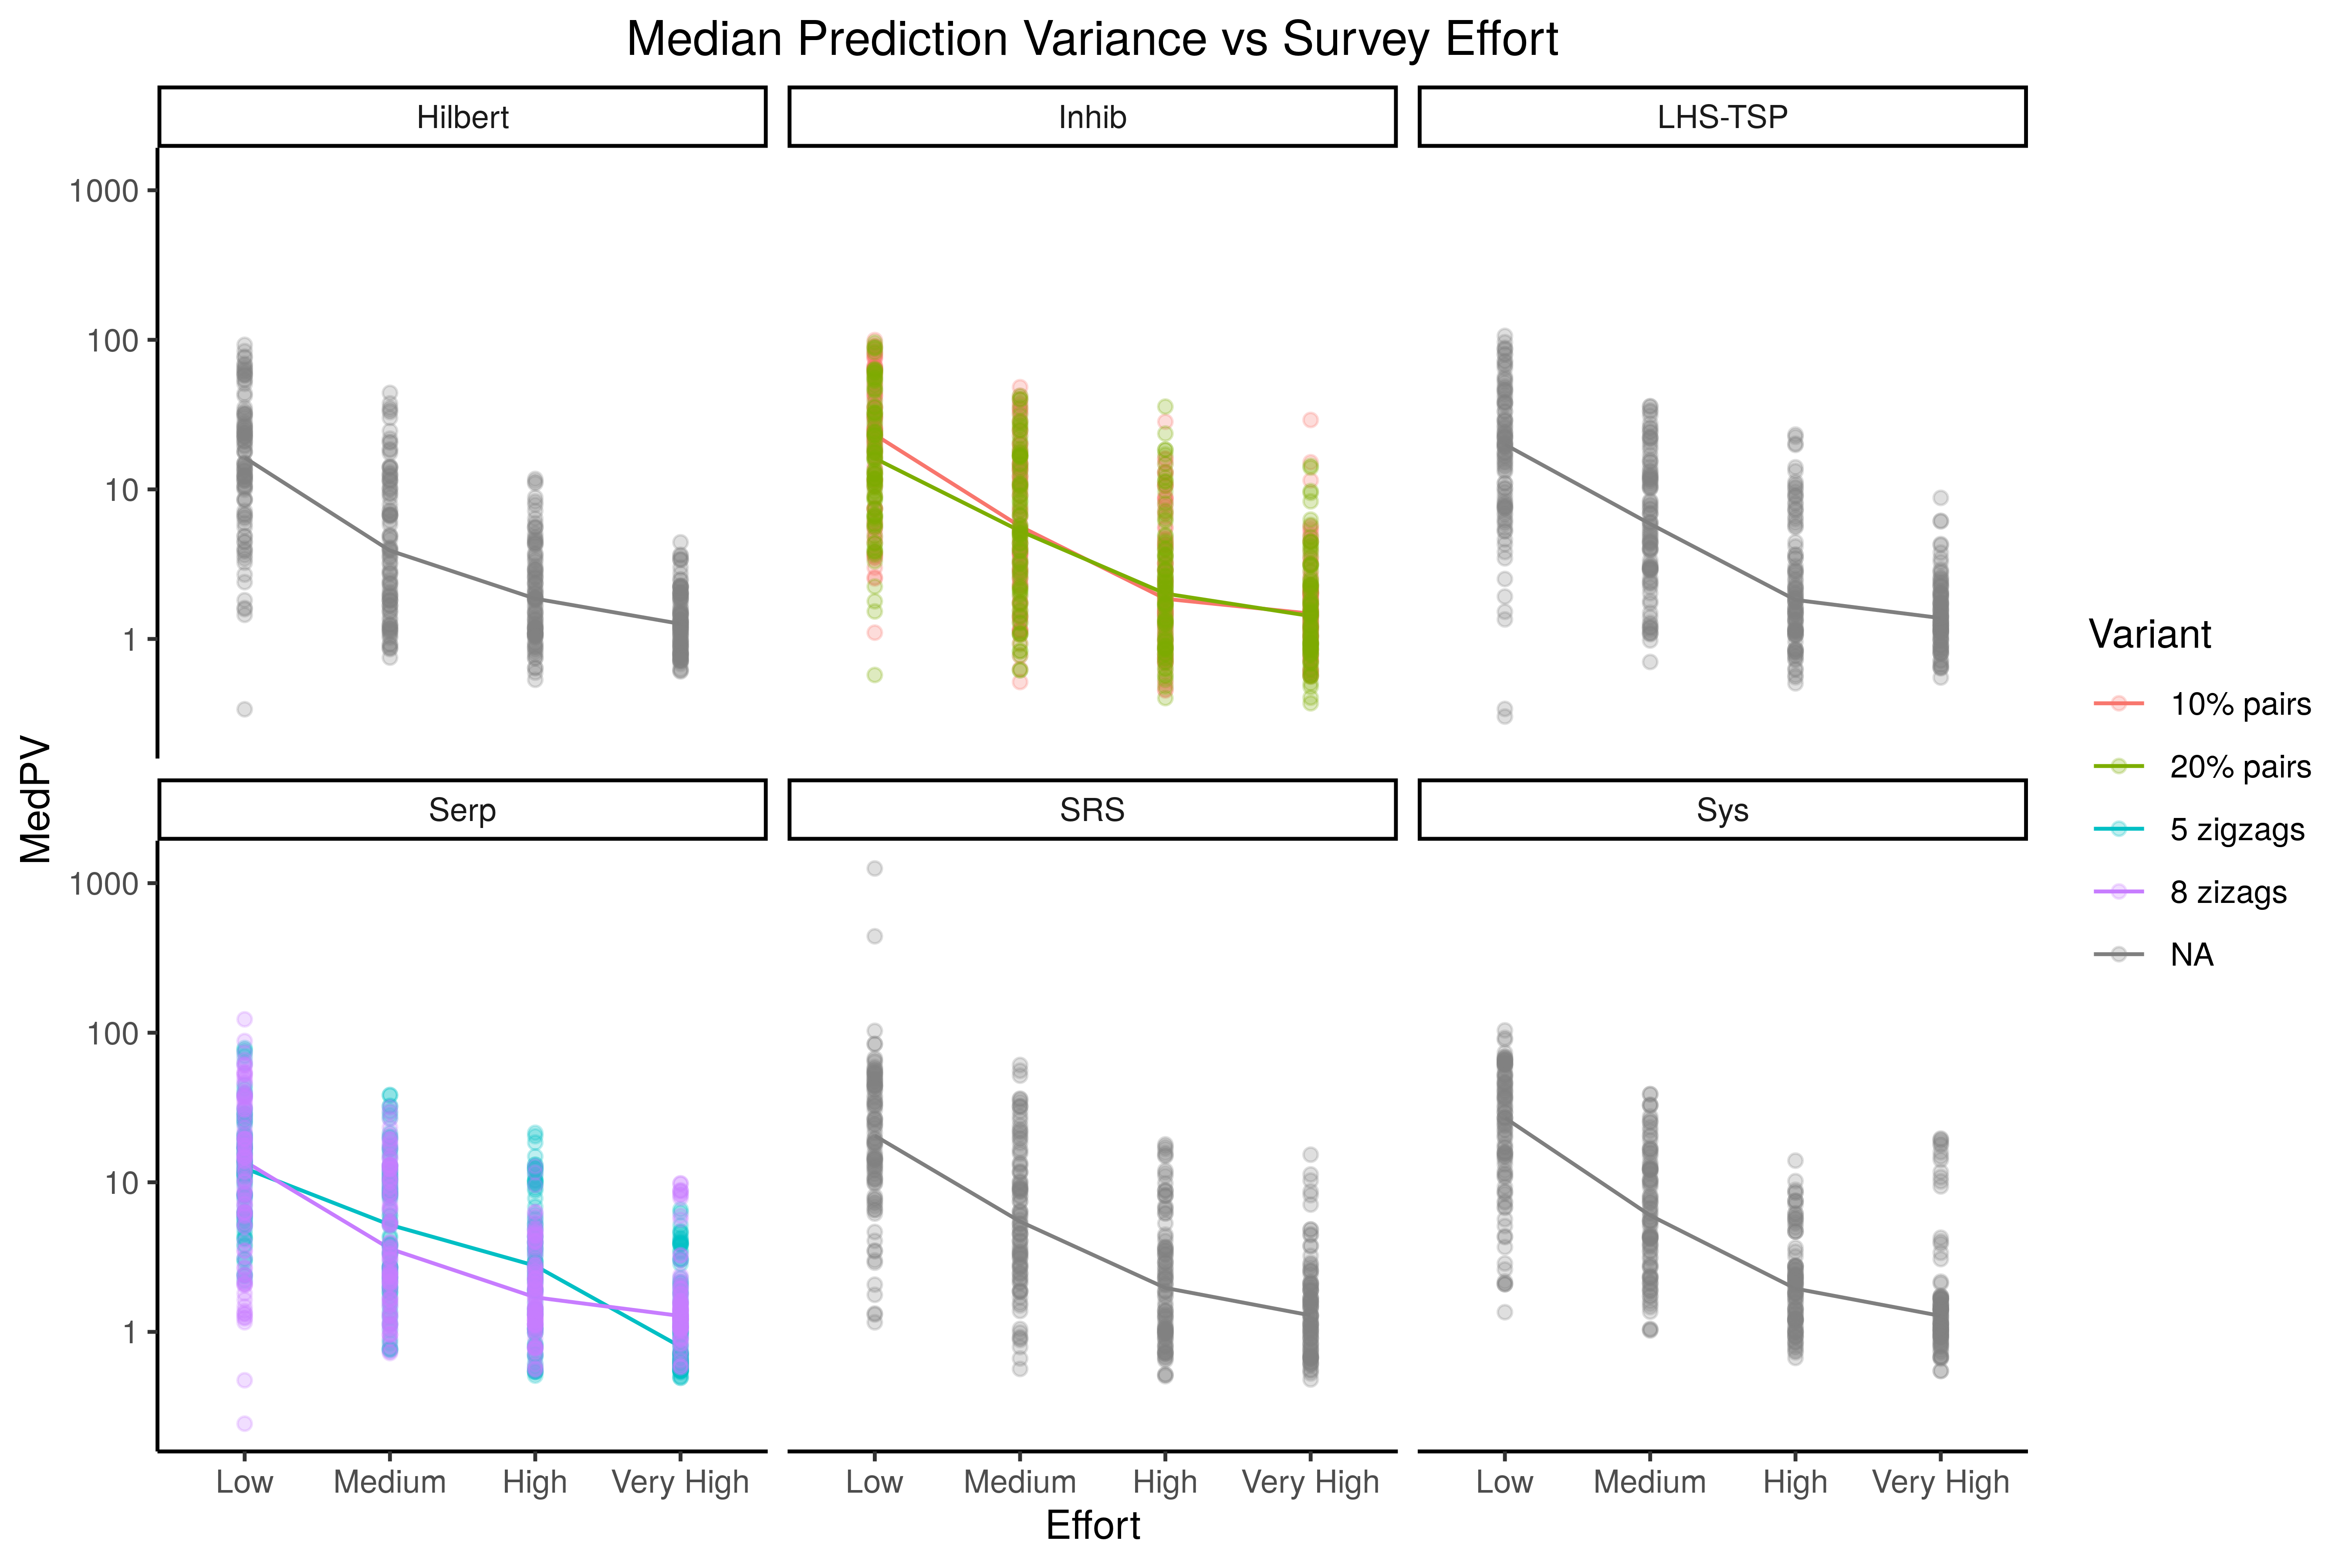 Median Prediction Variance vs Survey Effort
Hilbert
Inhib
LHS-TSP
1000
100
10
1
Serp
SRS
Sys
1000
100
10
1
Low
Medium
High
Very High
Low
Medium
High
Very High
Low
Medium
High
Very High
Effort
MedPV
Variant
10% pairs
20% pairs
5 zigzags
8 zizags
NA